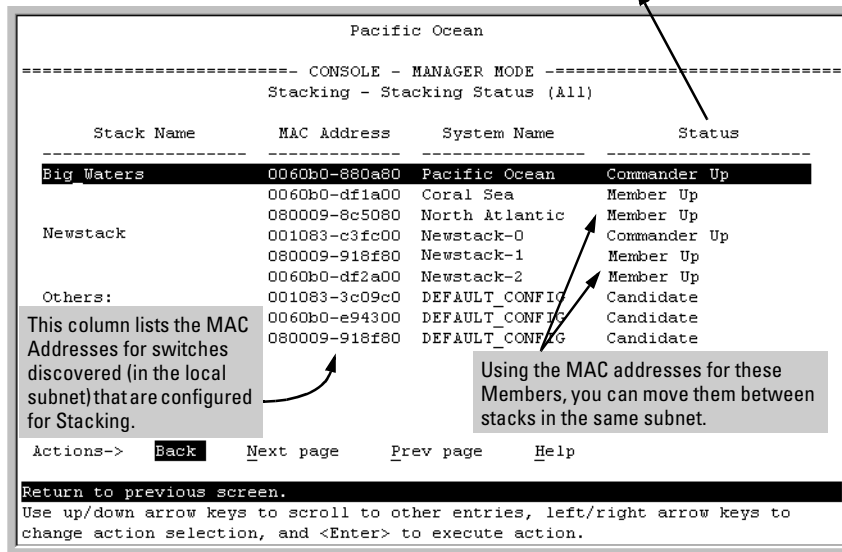 Pacific Ocean
==========================- CONSOLE - MANAGER MODE -============================
Stacking - Stacking Status (All)
Stack Name MAC Address System Name Status
-------------------- ------------- ---------------- --------------------
Big_Waters 0060b0-880a80 Pacific Ocean Commander Up
0060b0-df1a00 Coral Sea Member Up
080009-8c5080 North Atlantic Member Up
Newstack 001083-c3fc00 Newstack-0 Commander Up
080009-918f80 Newstack-1 Member Up
0060b0-df2a00 Newstack-2 Member Up
Others: 001083-3c09c0 DEFAULT_CONFIG Candidate
0060b0-e94300 DEFAULT_CONFIG Candidate
080009-918f80 DEFAULT_CONFIG Candidate
This column lists the MAC
Addresses for switches
discovered (in the local
subnet) that are configured
for Stacking.
Using the MAC addresses for these
Members, you can move them between
stacks in the same subnet.
Actions-> Back Next page Prev page Help
Return to previous screen.
Use up/down arrow keys to scroll to other entries, left/right arrow keys to
change action selection, and <Enter> to execute action.